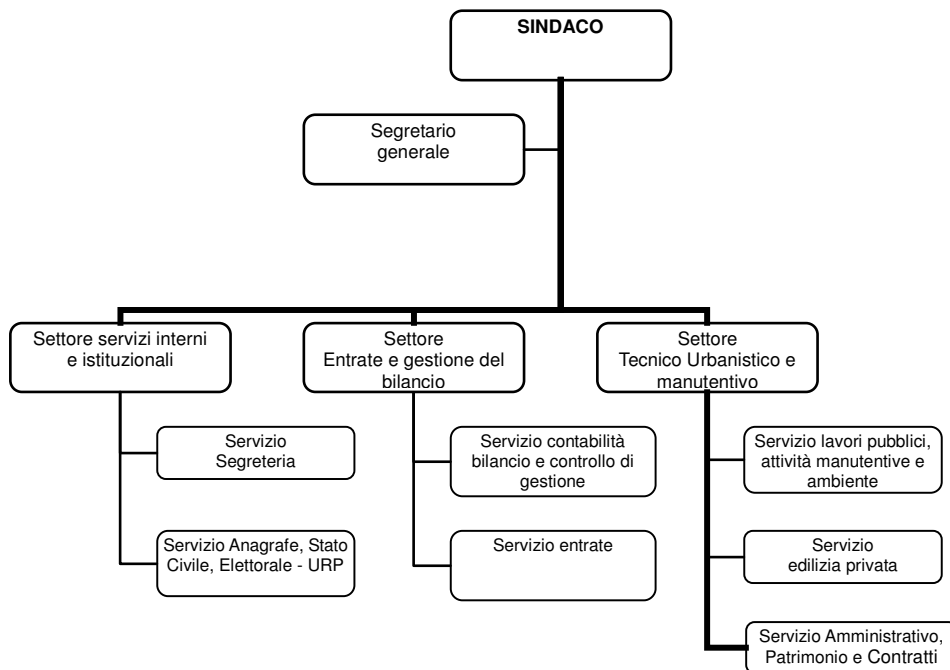 SINDACO
Segretario
generale
Settore servizi interni
e istituzionali
Settore
Entrate e gestione del
bilancio
Settore
Tecnico Urbanistico e
manutentivo
Servizio
Segreteria
Servizio contabilità
bilancio e controllo di
gestione
Servizio lavori pubblici,
attività manutentive e
ambiente
Servizio Anagrafe, Stato
Civile, Elettorale - URP
Servizio entrate
Servizio
edilizia privata
Servizio Amministrativo,
Patrimonio e Contratti